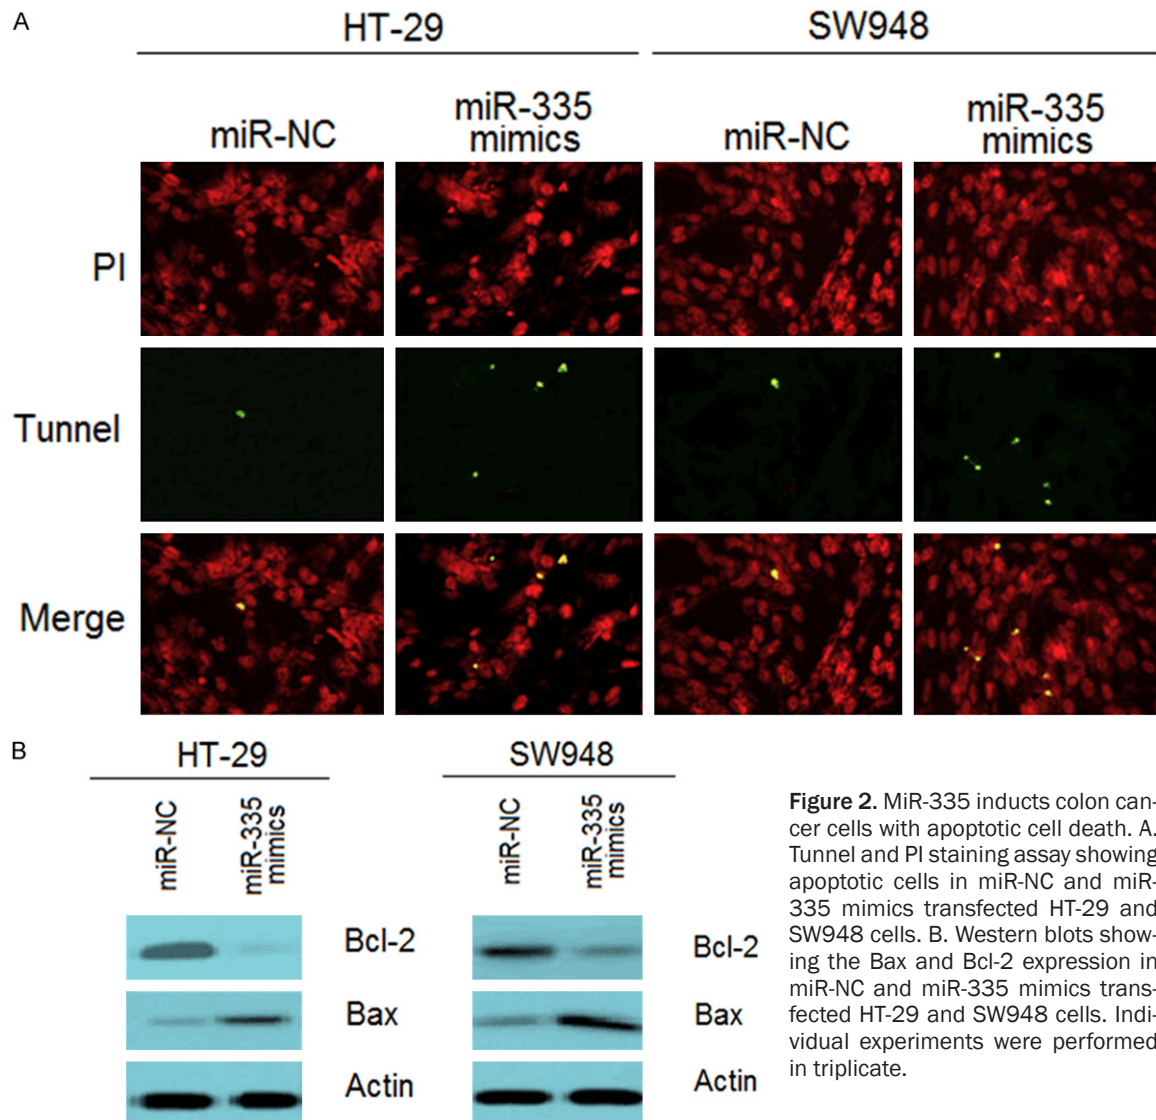 A
HT-29
SW948
miR-NC
miR-335
mimics
miR-NC
miR-335
mimics
PI
Tunnel
Merge
B
HT-29
SW948
miR-NC
miR-335
mimics
miR-NC
miR-335
mimics
Bcl-2
Bcl-2
Bax
Bax
Actin
Actin
Figure 2. MiR-335 inducts colon can-
cer cells with apoptotic cell death. A.
Tunnel and PI staining assay showing
apoptotic cells in miR-NC and miR-
335 mimics transfected HT-29 and
SW948 cells. B. Western blots show-
ing the Bax and Bcl-2 expression in
miR-NC and miR-335 mimics trans-
fected HT-29 and SW948 cells. Indi-
vidual experiments were performed
in triplicate.